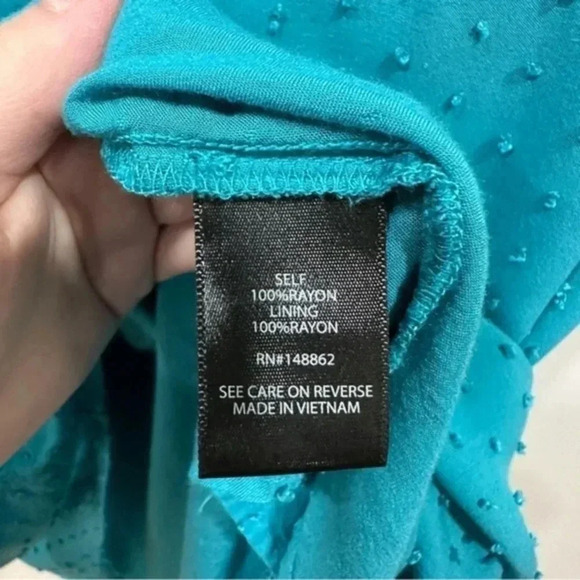 SELF
100%RAYON
LINING
100%RAYON
RN#148862
SEE CARE ON REVERSE
MADE IN VIETNAM